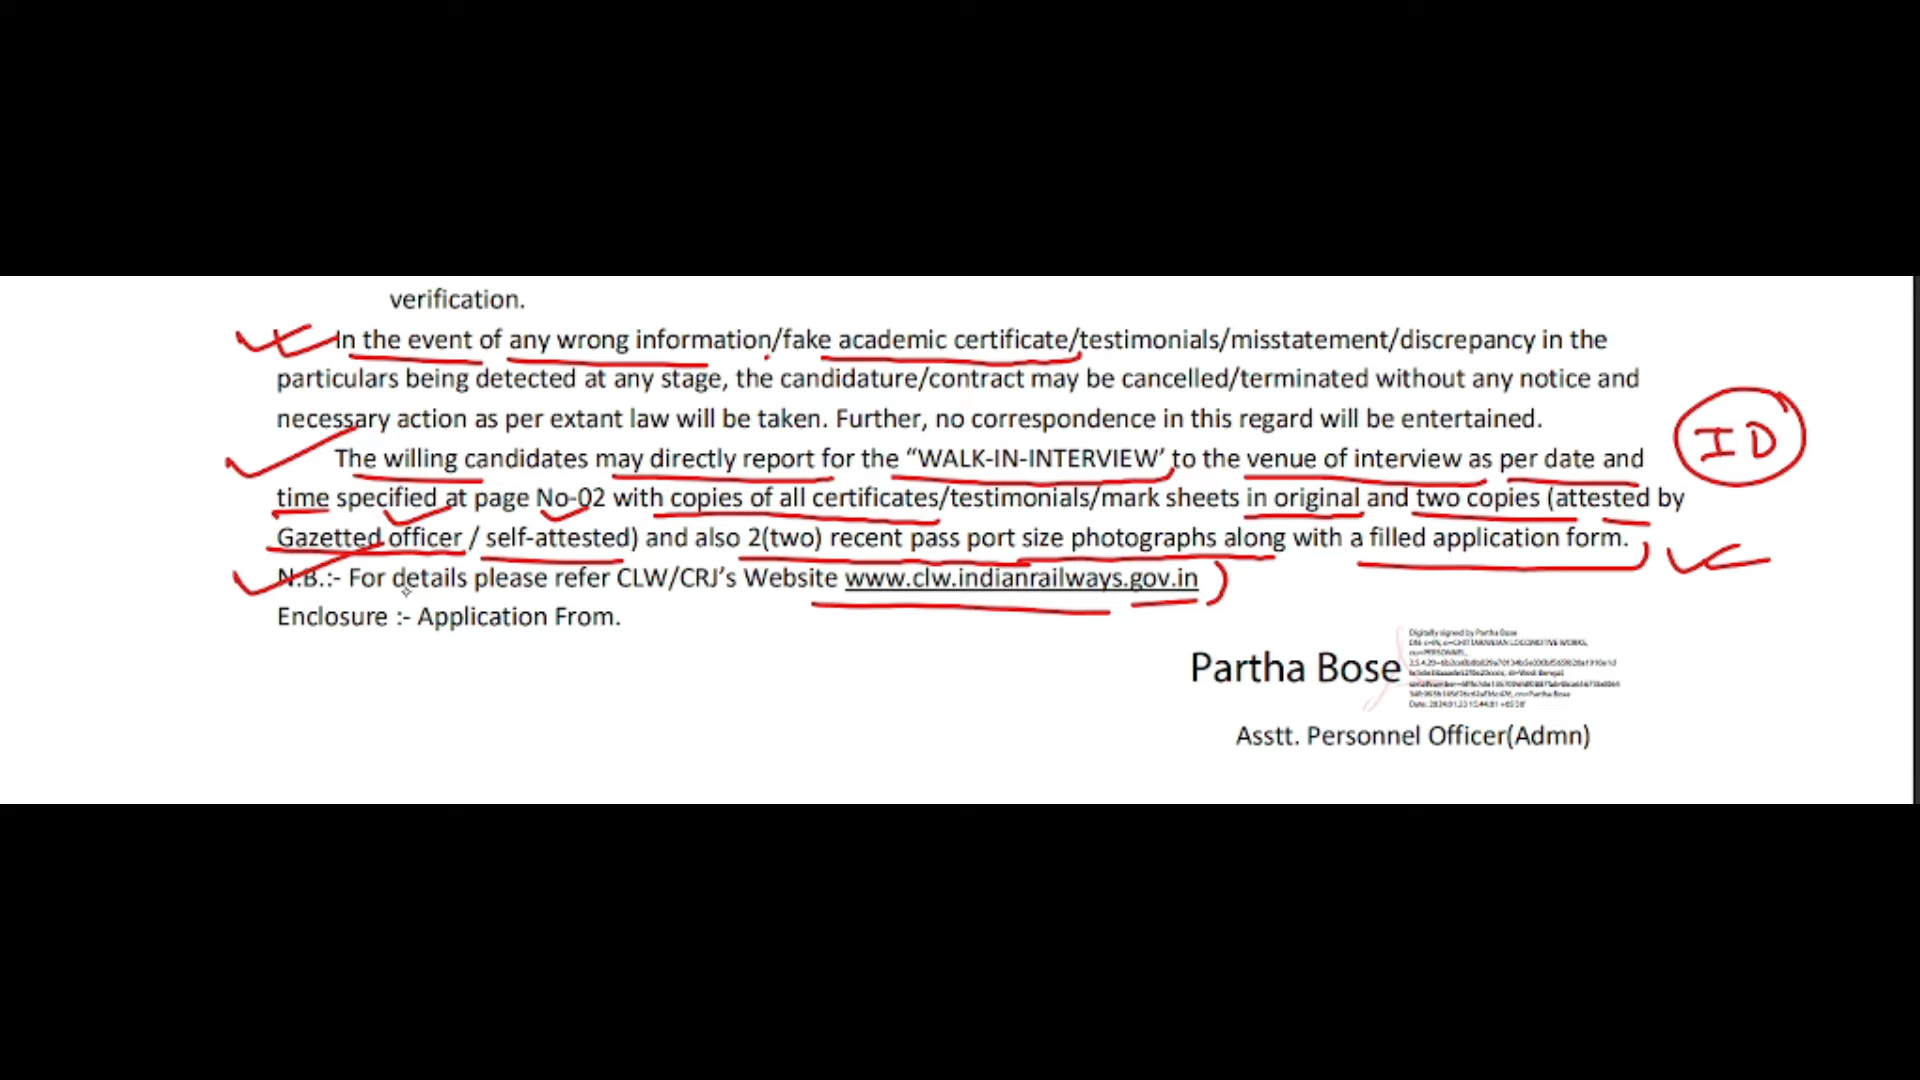 verification.
In the event of any wrong information/fake academic certificate/testimonials/misstatement/discrepancy in the
particulars being detected at any stage, the candidature/contract may be cancelled/terminated without any notice and
necessary action as per extant law will be taken. Further, no correspondence in this regard will be entertained.
ID
The willing candidates may directly report for the “WALK-IN-INTERVIEW’ to the venue of interview as per date and
time specified at page No-02 with copies of all certificates/testimonials/mark sheets in original and two copies (attested by
Gazetted officer / self-attested) and also 2(two) recent pass port size photographs along with a filled application form.
N.B.:- For details please refer CLW/CRJ’s Website www.clw.indianrailways.gov.in
Enclosure :- Application From.
Partha Bose
Digitally signed by Partha Bose
Asstt. Personnel Officer(Admn)